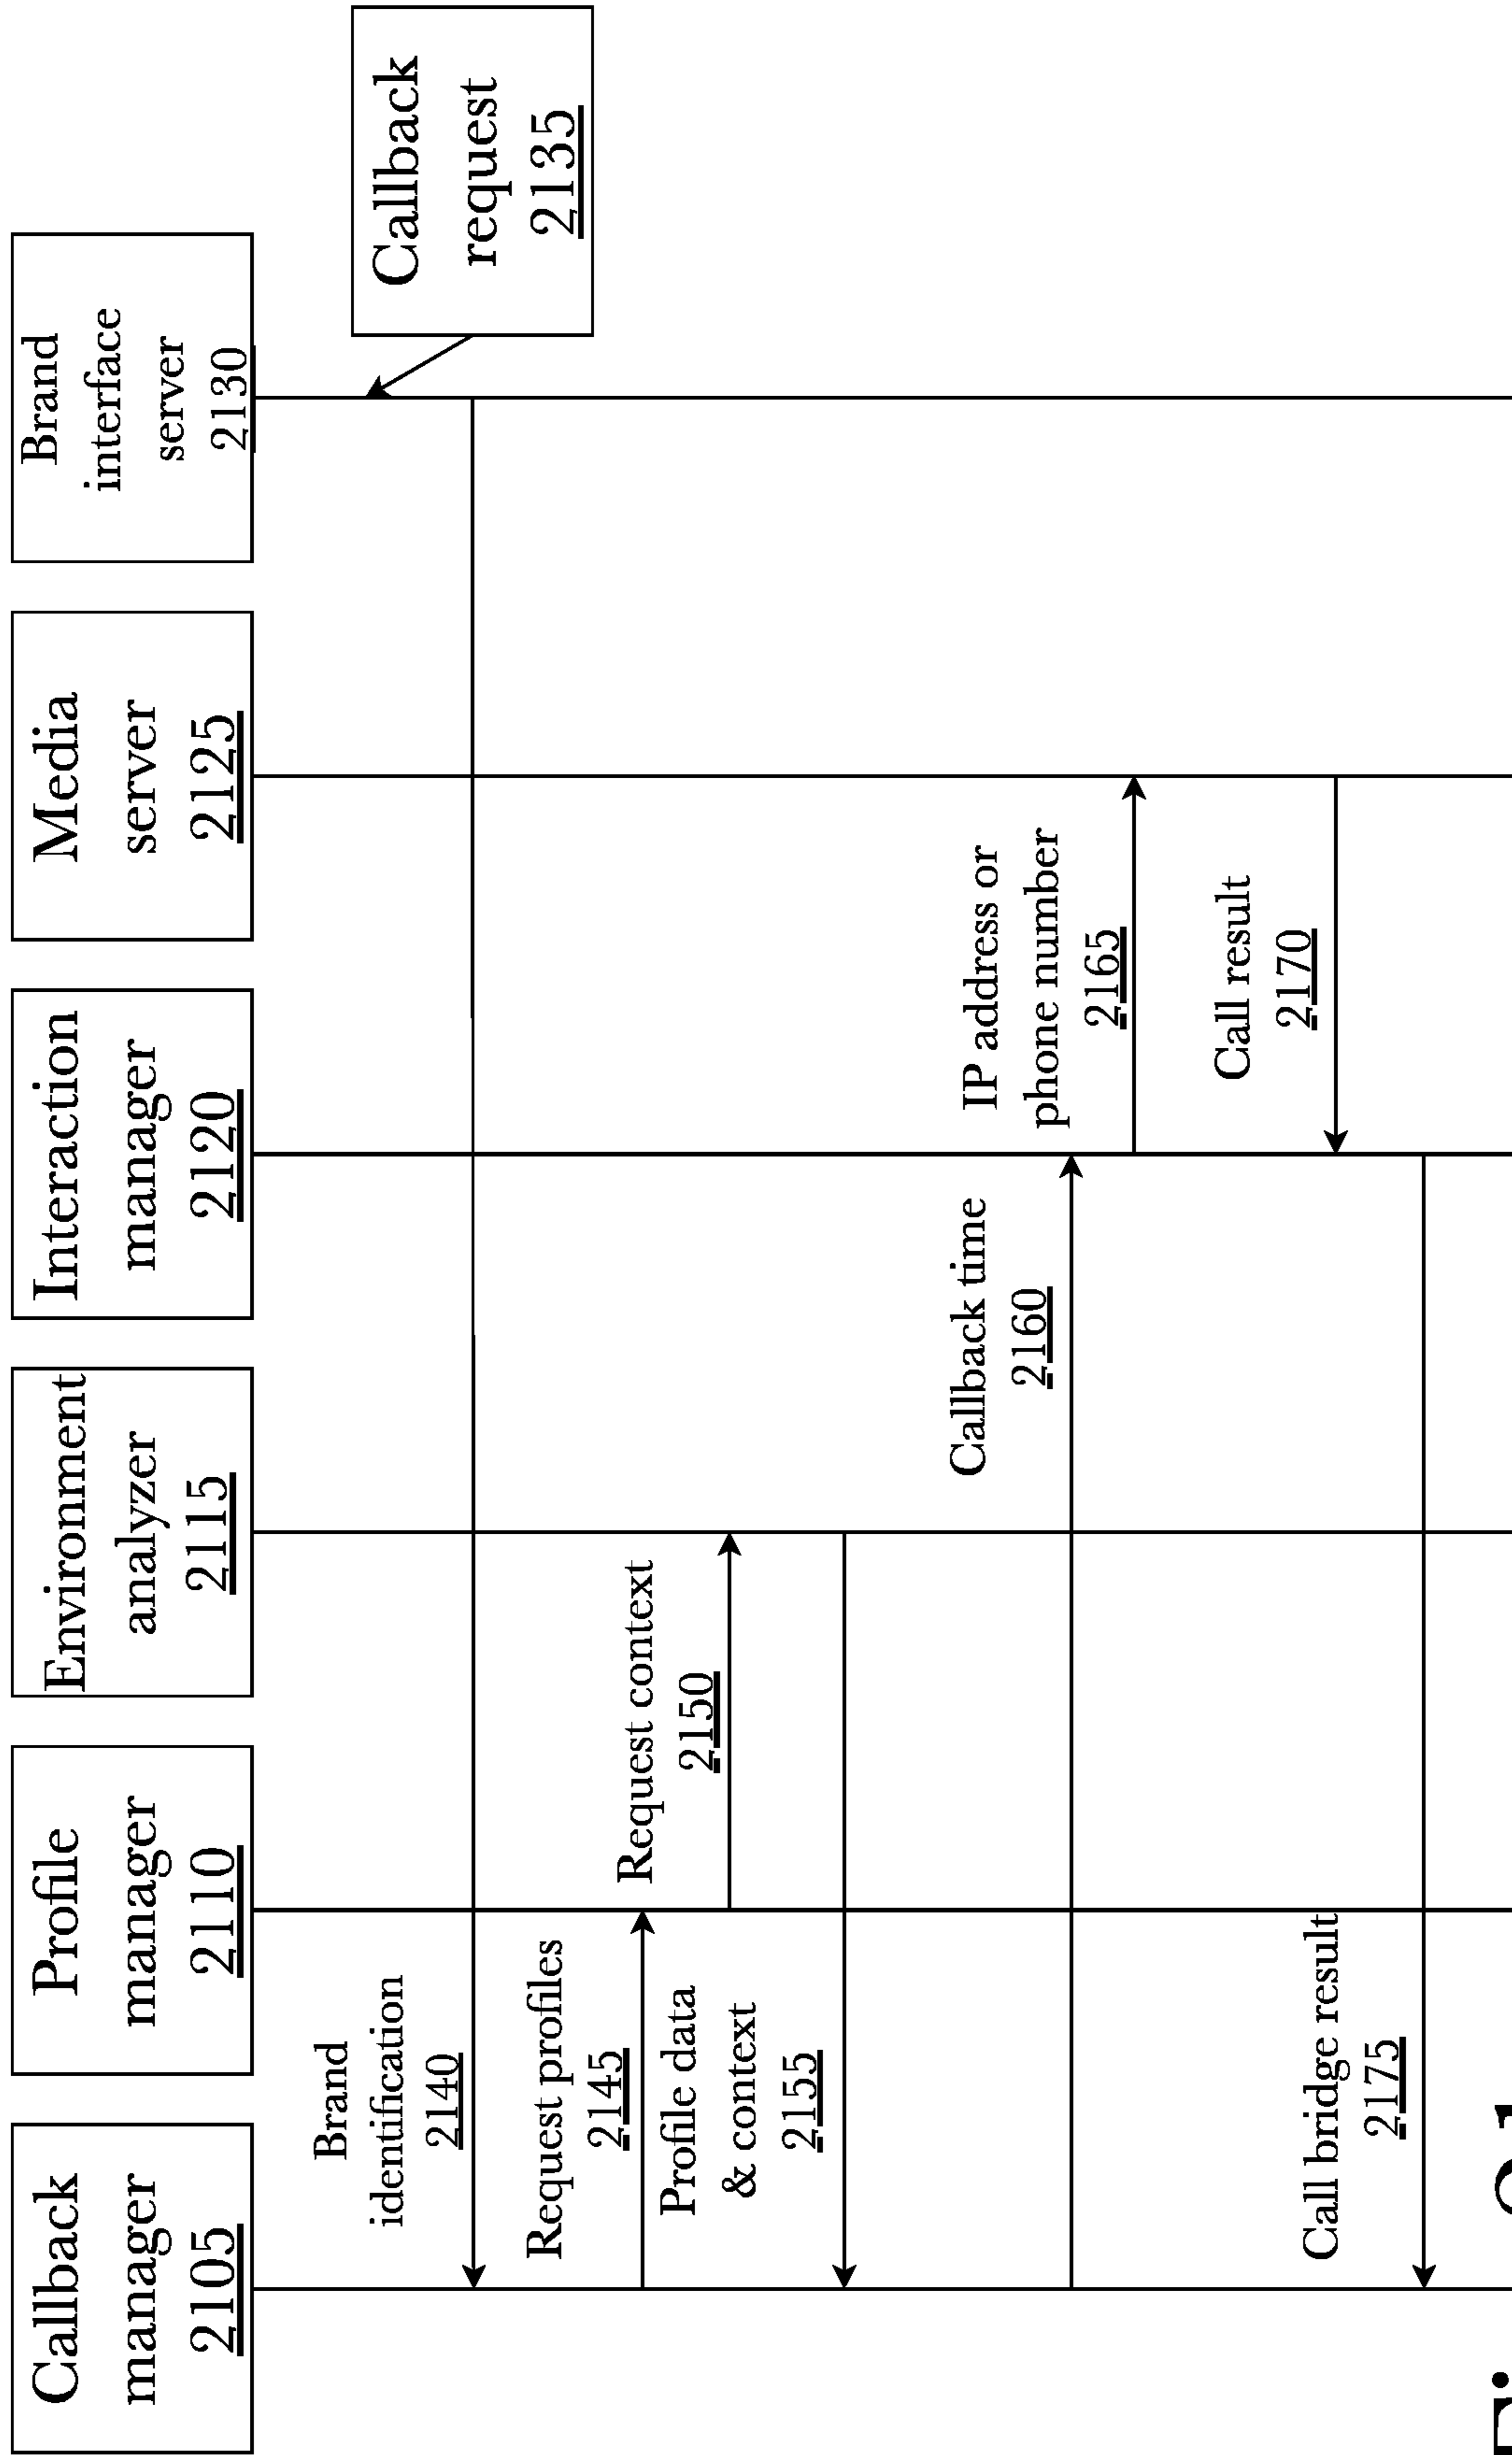 Callback
manager
2105
Profile
manager
2110
Environment
analyzer
2115
Interaction
manager
2120
Media
server
2125
Brand
interface
server
2130
Callback
request
2135
Brand
identification
2140
Request profiles
2145
Request context
2150
Profile data
& context
2155
Callback time
2160
IP address or
phone number
2165
Call result
2170
Call bridge result
2175